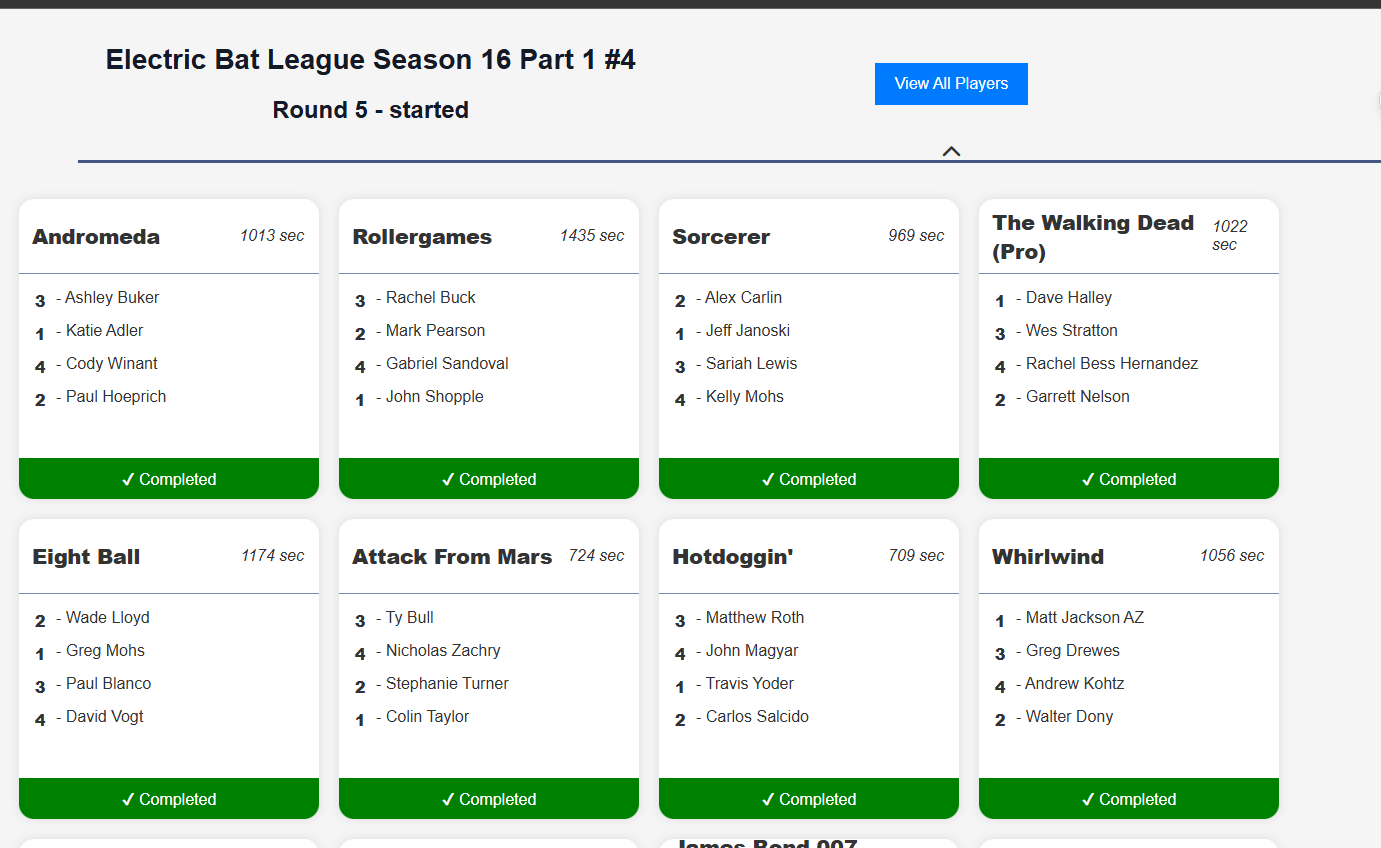 Electric Bat League Season 16 Part 1 #4
Round 5 - started
View All Players
Andromeda 1013 sec
3 - Ashley Buker
1 - Katie Adler
4 - Cody Winant
2 - Paul Hoeprich
✓ Completed
Rollergames 1435 sec
3 - Rachel Buck
2 - Mark Pearson
4 - Gabriel Sandoval
1 - John Shopple
✓ Completed
Sorcerer 969 sec
2 - Alex Carlin
1 - Jeff Janoski
3 - Sariah Lewis
4 - Kelly Mohs
✓ Completed
The Walking Dead
(Pro)
1022
sec
1 - Dave Halley
3 - Wes Stratton
4 - Rachel Bess Hernandez
2 - Garrett Nelson
✓ Completed
Eight Ball 1174 sec
2 - Wade Lloyd
1 - Greg Mohs
3 - Paul Blanco
4 - David Vogt
✓ Completed
Attack From Mars 724 sec
3 - Ty Bull
4 - Nicholas Zachry
2 - Stephanie Turner
1 - Colin Taylor
✓ Completed
Hotdoggin' 709 sec
3 - Matthew Roth
4 - John Magyar
1 - Travis Yoder
2 - Carlos Salcido
✓ Completed
Whirlwind 1056 sec
1 - Matt Jackson AZ
3 - Greg Drewes
4 - Andrew Kohtz
2 - Walter Dony
✓ Completed
James Bond 007